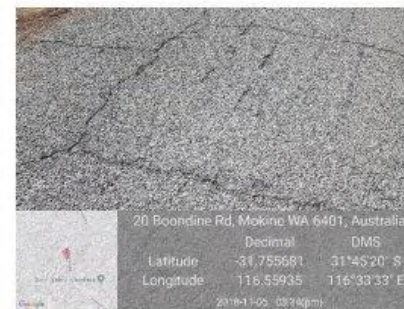 20 Boondine Rd, Mokine WA 6401, Australia
Decimal DMS
Latitude -31.755681 31°45'20" S
Longitude 116.55935 116°33'33" E
Google